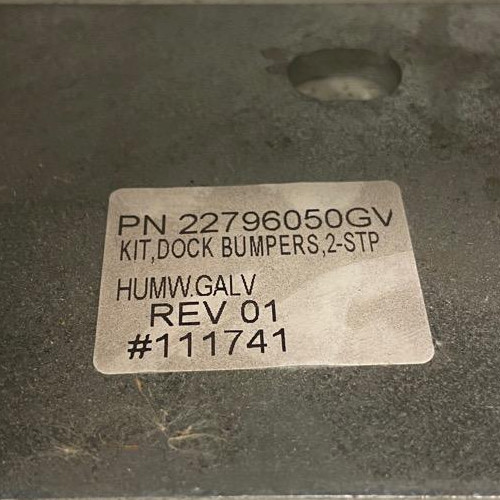 PN 22796050GV
KIT,DOCK BUMPERS,2-STP
HUMW.GALV
REV 01
#111741